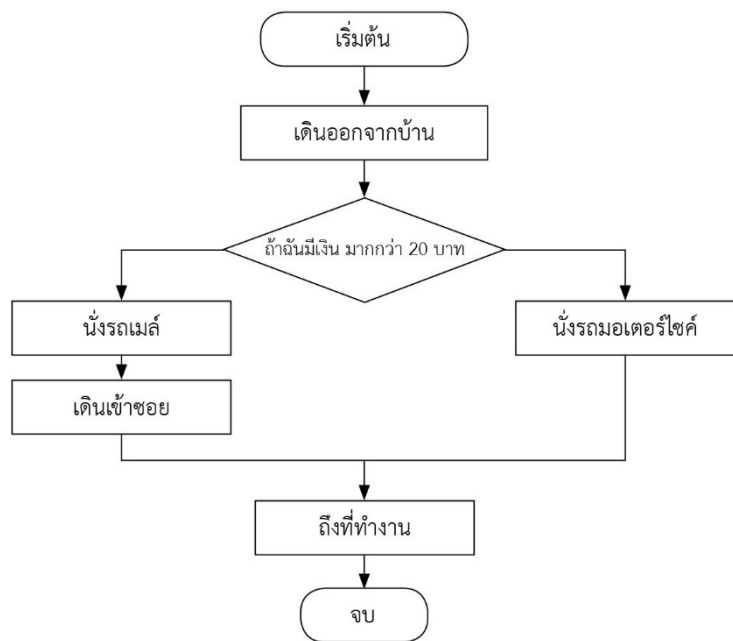 เริ่มต้น
เดินออกจากบ้าน
ถ้าฉันมีเงิน มากกว่า 20 บาท
นั่งรถเมล์
นั่งรถมอเตอร์ไซค์
เดินเข้าซอย
ถึงที่ทำงาน
จบ